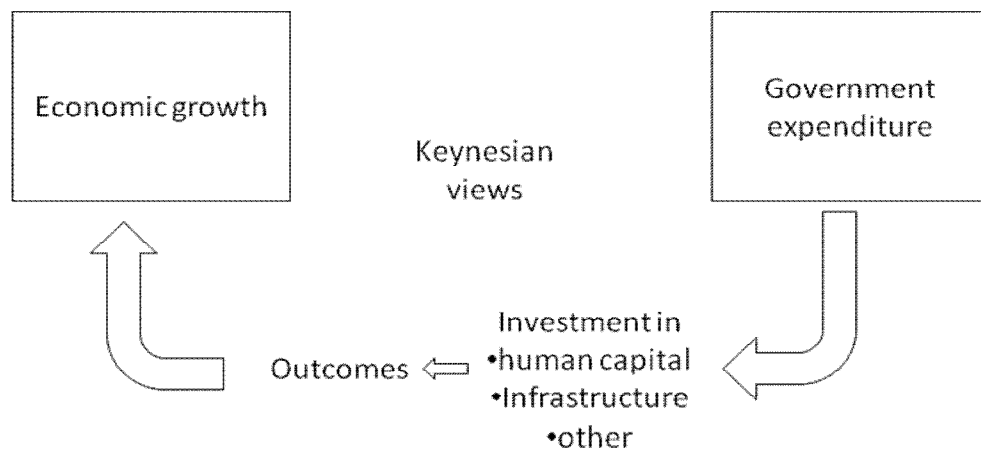 Economic growth
Government
expenditure
Keynesian
views
Investment in
•human capital
•Infrastructure
•other
Outcomes